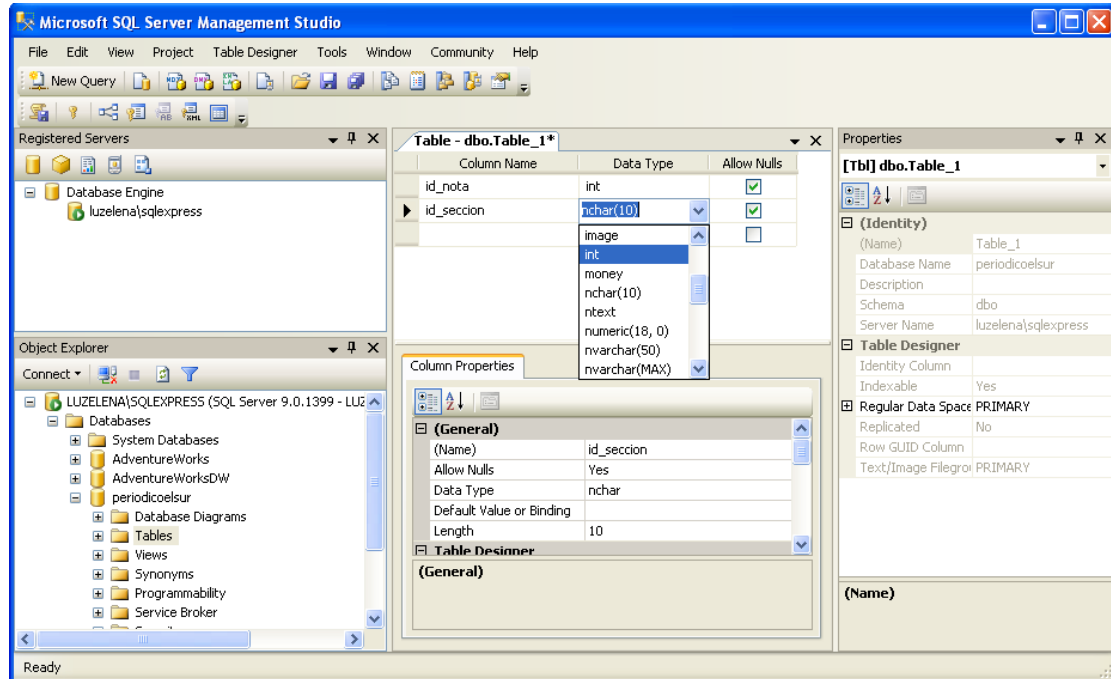 Microsoft SQL Server Management Studio
File Edit View Project Table Designer Tools Window Community Help
New Query
Registered Servers
Database Engine
luzelena\sqlexpress
Table - dbo.Table_1*
Column Name Data Type Allow Nulls
id_nota int
id_seccion nchar(10)
image
int
money
nchar(10)
ntext
numeric(18, 0)
nvarchar(50)
nvarchar(MAX)
Object Explorer
Connect
LUZELENA\SQLEXPRESS (SQL Server 9.0.1399 - LUZ
Databases
System Databases
AdventureWorks
AdventureWorksDW
periodicoelsur
Database Diagrams
Tables
Views
Synonyms
Programmability
Service Broker
Column Properties
(General)
(Name) id_seccion
Allow Nulls Yes
Data Type nchar
Default Value or Binding
Length 10
Table Designer
(General)
Properties
[Tbl] dbo.Table_1
(Identity)
(Name) Table_1
Database Name periodicoelsur
Description
Schema dbo
Server Name luzelena\sqlexpress
Table Designer
Identity Column
Indexable Yes
Regular Data Space PRIMARY
Replicated No
Row GUID Column
Text/Image Filegro PRIMARY
(Name)
Ready